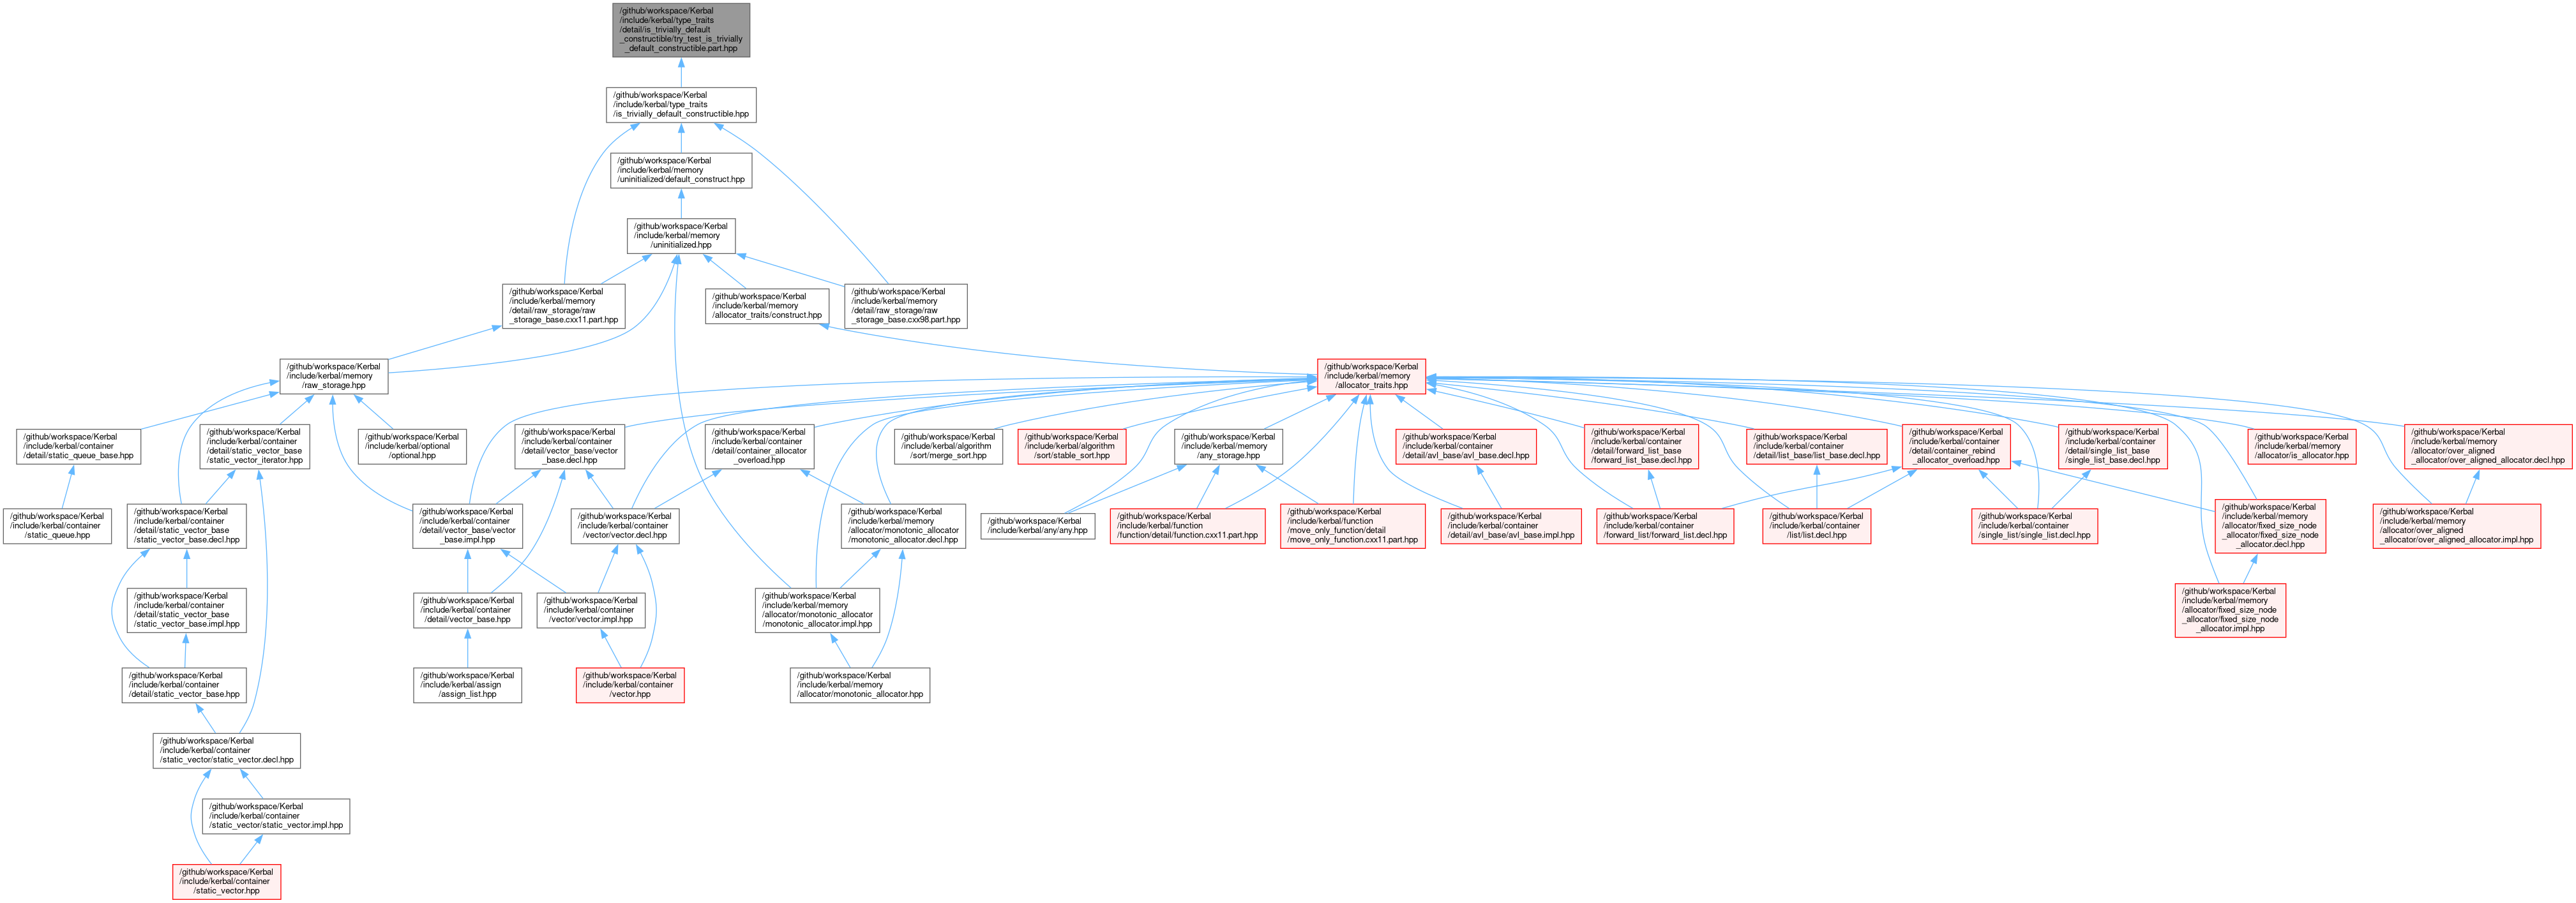 /github/workspace/Kerbal
/include/kerbal/type_traits
/detail/is_trivially_default
_constructible/try_test_is_trivially
_default_constructible.part.hpp
/github/workspace/Kerbal
/include/kerbal/type_traits
/is_trivially_default_constructible.hpp
/github/workspace/Kerbal
/include/kerbal/memory
/uninitialized/default_construct.hpp
/github/workspace/Kerbal
/include/kerbal/memory
/uninitialized.hpp
/github/workspace/Kerbal
/include/kerbal/memory
/detail/raw_storage/raw
_storage_base.cxx11.part.hpp
/github/workspace/Kerbal
/include/kerbal/memory
/allocator_traits/construct.hpp
/github/workspace/Kerbal
/include/kerbal/memory
/detail/raw_storage/raw
_storage_base.cxx98.part.hpp
/github/workspace/Kerbal
/include/kerbal/memory
/raw_storage.hpp
/github/workspace/Kerbal
/include/kerbal/memory
/allocator_traits.hpp
/github/workspace/Kerbal
/include/kerbal/container
/detail/static_queue_base.hpp
/github/workspace/Kerbal
/include/kerbal/container
/detail/static_vector_base
/static_vector_iterator.hpp
/github/workspace/Kerbal
/include/kerbal/optional
/optional.hpp
/github/workspace/Kerbal
/include/kerbal/container
/detail/vector_base/vector
_base.decl.hpp
/github/workspace/Kerbal
/include/kerbal/container
/detail/container_allocator
_overload.hpp
/github/workspace/Kerbal
/include/kerbal/algorithm
/sort/merge_sort.hpp
/github/workspace/Kerbal
/include/kerbal/algorithm
/sort/stable_sort.hpp
/github/workspace/Kerbal
/include/kerbal/memory
/any_storage.hpp
/github/workspace/Kerbal
/include/kerbal/container
/detail/avl_base/avl_base.decl.hpp
/github/workspace/Kerbal
/include/kerbal/container
/detail/forward_list_base
/forward_list_base.decl.hpp
/github/workspace/Kerbal
/include/kerbal/container
/detail/list_base/list_base.decl.hpp
/github/workspace/Kerbal
/include/kerbal/container
/detail/container_rebind
_allocator_overload.hpp
/github/workspace/Kerbal
/include/kerbal/container
/detail/single_list_base
/single_list_base.decl.hpp
/github/workspace/Kerbal
/include/kerbal/memory
/allocator/is_allocator.hpp
/github/workspace/Kerbal
/include/kerbal/memory
/allocator/over_aligned
_allocator/over_aligned_allocator.decl.hpp
/github/workspace/Kerbal
/include/kerbal/container
/static_queue.hpp
/github/workspace/Kerbal
/include/kerbal/container
/detail/static_vector_base
/static_vector_base.decl.hpp
/github/workspace/Kerbal
/include/kerbal/container
/detail/vector_base/vector
_base.impl.hpp
/github/workspace/Kerbal
/include/kerbal/container
/vector/vector.decl.hpp
/github/workspace/Kerbal
/include/kerbal/memory
/allocator/monotonic_allocator
/monotonic_allocator.decl.hpp
/github/workspace/Kerbal
/include/kerbal/any/any.hpp
/github/workspace/Kerbal
/include/kerbal/function
/function/detail/function.cxx11.part.hpp
/github/workspace/Kerbal
/include/kerbal/function
/move_only_function/detail
/move_only_function.cxx11.part.hpp
/github/workspace/Kerbal
/include/kerbal/container
/detail/avl_base/avl_base.impl.hpp
/github/workspace/Kerbal
/include/kerbal/container
/forward_list/forward_list.decl.hpp
/github/workspace/Kerbal
/include/kerbal/container
/list/list.decl.hpp
/github/workspace/Kerbal
/include/kerbal/container
/single_list/single_list.decl.hpp
/github/workspace/Kerbal
/include/kerbal/memory
/allocator/fixed_size_node
_allocator/fixed_size_node
_allocator.decl.hpp
/github/workspace/Kerbal
/include/kerbal/memory
/allocator/over_aligned
_allocator/over_aligned_allocator.impl.hpp
/github/workspace/Kerbal
/include/kerbal/container
/detail/static_vector_base
/static_vector_base.impl.hpp
/github/workspace/Kerbal
/include/kerbal/container
/detail/vector_base.hpp
/github/workspace/Kerbal
/include/kerbal/container
/vector/vector.impl.hpp
/github/workspace/Kerbal
/include/kerbal/memory
/allocator/monotonic_allocator
/monotonic_allocator.impl.hpp
/github/workspace/Kerbal
/include/kerbal/memory
/allocator/fixed_size_node
_allocator/fixed_size_node
_allocator.impl.hpp
/github/workspace/Kerbal
/include/kerbal/container
/detail/static_vector_base.hpp
/github/workspace/Kerbal
/include/kerbal/assign
/assign_list.hpp
/github/workspace/Kerbal
/include/kerbal/container
/vector.hpp
/github/workspace/Kerbal
/include/kerbal/memory
/allocator/monotonic_allocator.hpp
/github/workspace/Kerbal
/include/kerbal/container
/static_vector/static_vector.decl.hpp
/github/workspace/Kerbal
/include/kerbal/container
/static_vector/static_vector.impl.hpp
/github/workspace/Kerbal
/include/kerbal/container
/static_vector.hpp